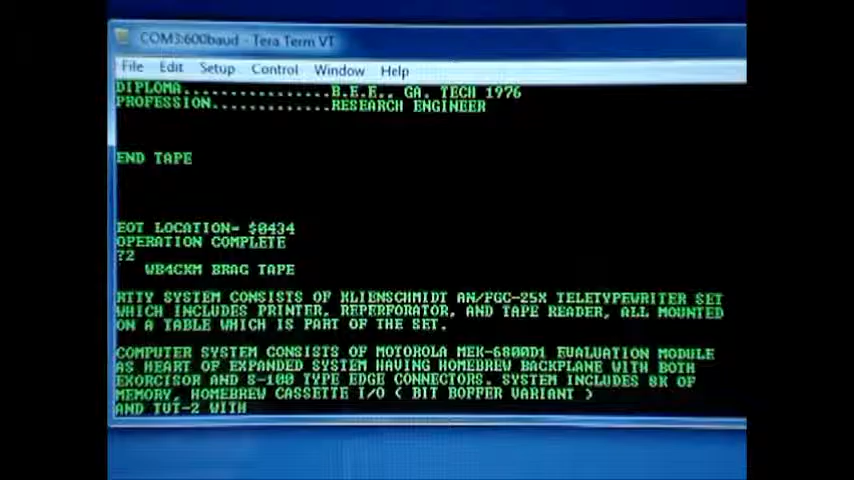 COM3:600baud - Tera Term VT
File Edit Setup Control Window Help
DIPLOMA..............B.E.E., GA. TECH 1976
PROFESSION.............RESEARCH ENGINEER
END TAPE
EOT LOCATION= $0434
OPERATION COMPLETE
?2
WB4CKM BRAG TAPE
RTTY SYSTEM CONSISTS OF KLIENSCHMIDT AN/FGC-25X TELETYPEWRITER SET
WHICH INCLUDES PRINTER, REPERFORATOR, AND TAPE READER, ALL MOUNTED
ON A TABLE WHICH IS PART OF THE SET.
COMPUTER SYSTEM CONSISTS OF MOTOROLA MEK-6800D1 EVALUATION MODULE
AS HEART OF EXPANDED SYSTEM HAVING HOMEBREW BACKPLANE WITH BOTH
EXORCISOR AND S-100 TYPE EDGE CONNECTORS. SYSTEM INCLUDES 8K OF
MEMORY, HOMEBREW CASSETTE I/O ( BIT BOFFER VARIANT )
AND TVT-2 WITH